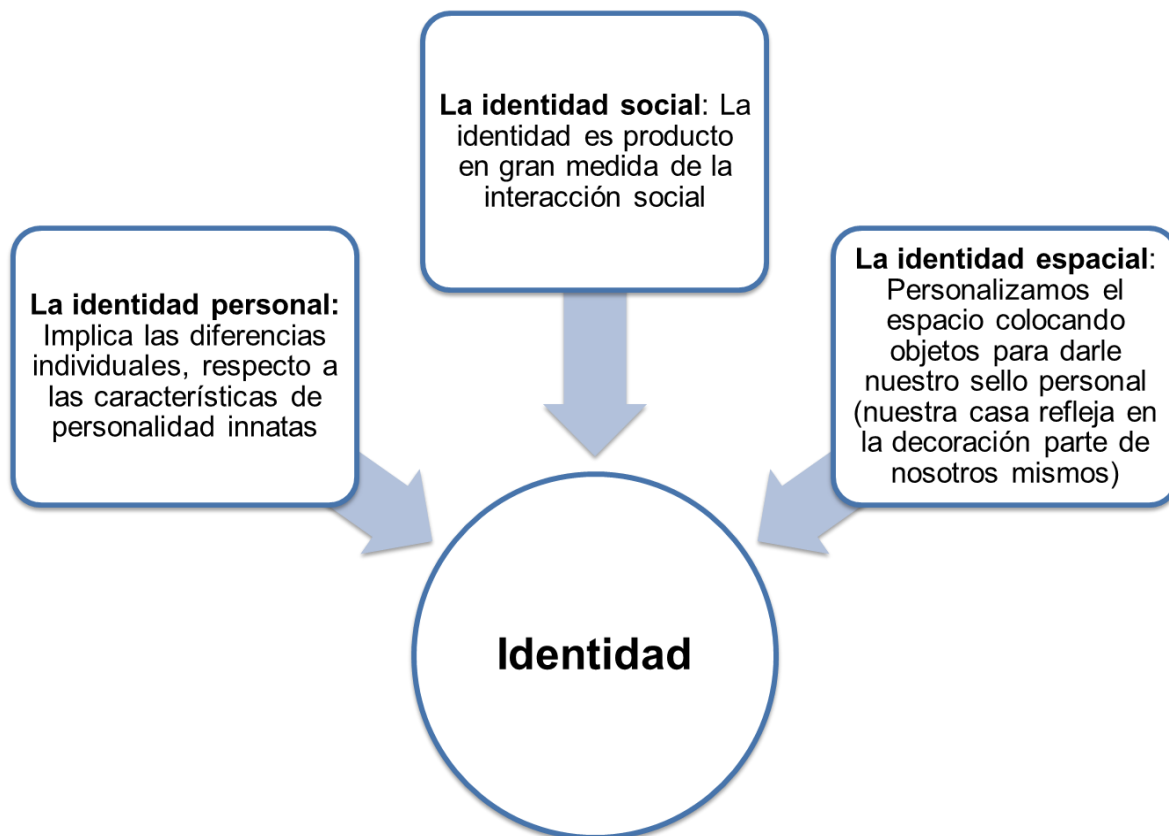 La identidad social: La
identidad es producto
en gran medida de la
interacción social
La identidad personal:
Implica las diferencias
individuales, respecto a
las características de
personalidad innatas
La identidad espacial:
Personalizamos el
espacio colocando
objetos para darle
nuestro sello personal
(nuestra casa refleja en
la decoración parte de
nosotros mismos)
Identidad